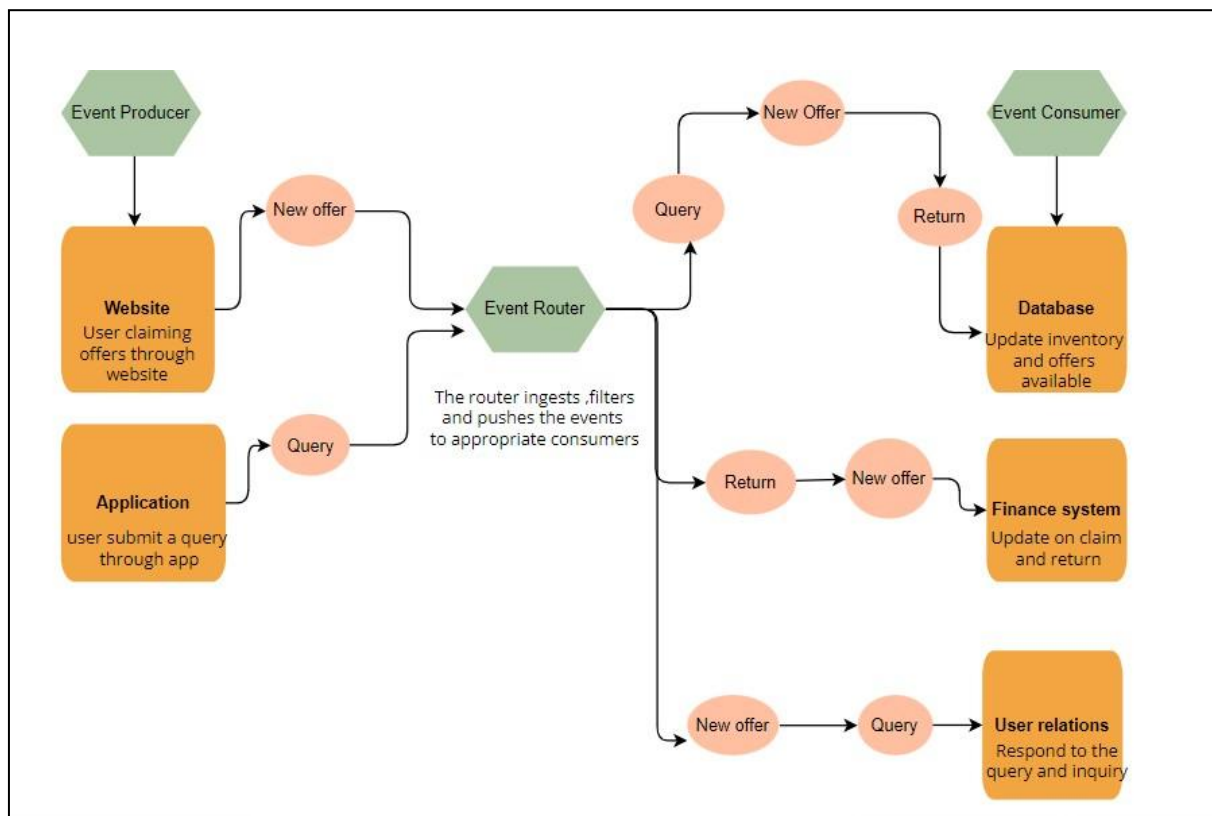 Event Producer
New offer
Website
User claiming
offers through
website
Application
user submit a query
through app
Query
Event Router
The router ingests ,filters
and pushes the events
to appropriate consumers
Query
New Offer
Return
Event Consumer
Database
Update inventory
and offers
available
Return
New offer
Finance system
Update on claim
and return
New offer
Query
User relations
Respond to the
query and inquiry